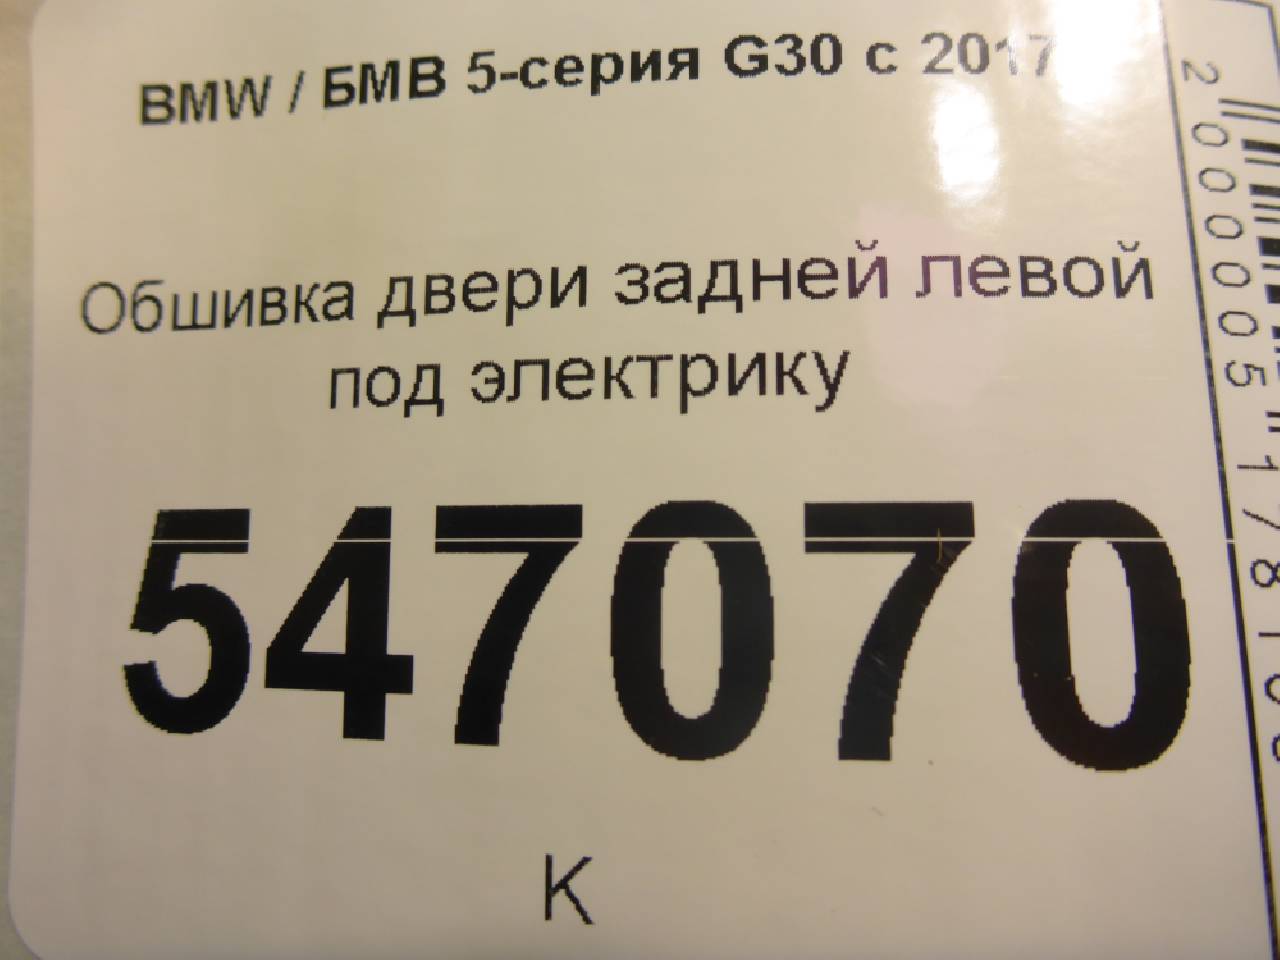 BMW / БМВ 5-серия G30 с 2017
Обшивка двери задней левой
под электрику
547070
К